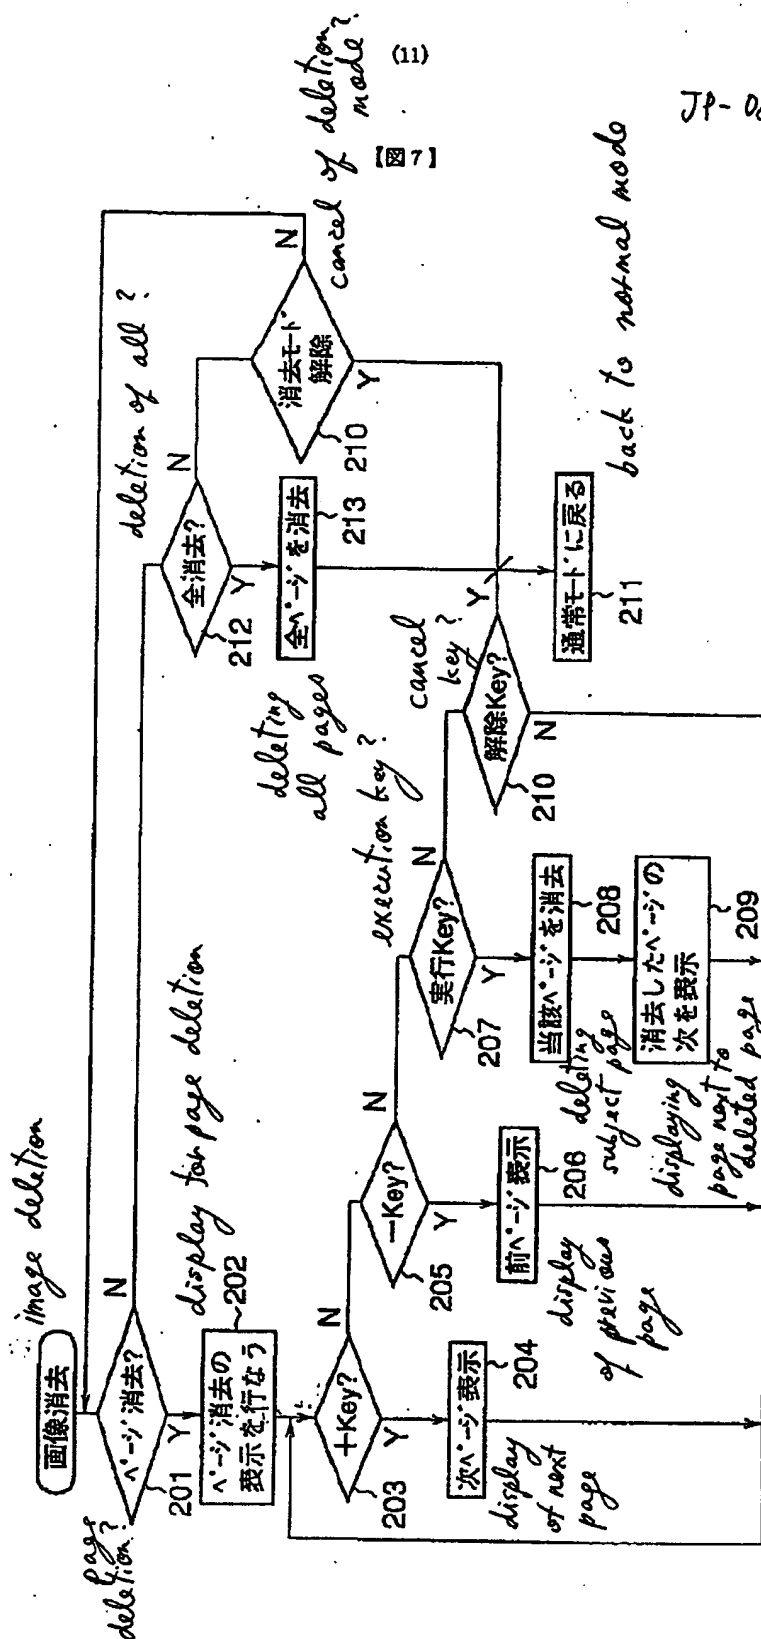 (11)
【図7】
JP-0
画像消去
image deletion
ページ消去?
page
deletion?
201
Y
N
ページ消去の
表示を行なう
202
display for page deletion
+Key?
203
Y
N
次ページ表示
204
display
of next
page
ーKey?
205
Y
N
前ページ表示
206
display
of previous
page
実行Key?
execution key?
207
Y
N
当該ページを消去
208
deleting
subject page
消去したページの
次を表示
209
displaying
page next to
deleted page
解除Key?
cancel
key?
210
Y
N
全消去?
deletion of all?
212
Y
N
全ページを消去
213
deleting
all pages
消去モード
解除
cancel of deletion
mode?
210
Y
N
通常モードに戻る
211
back to normal mode